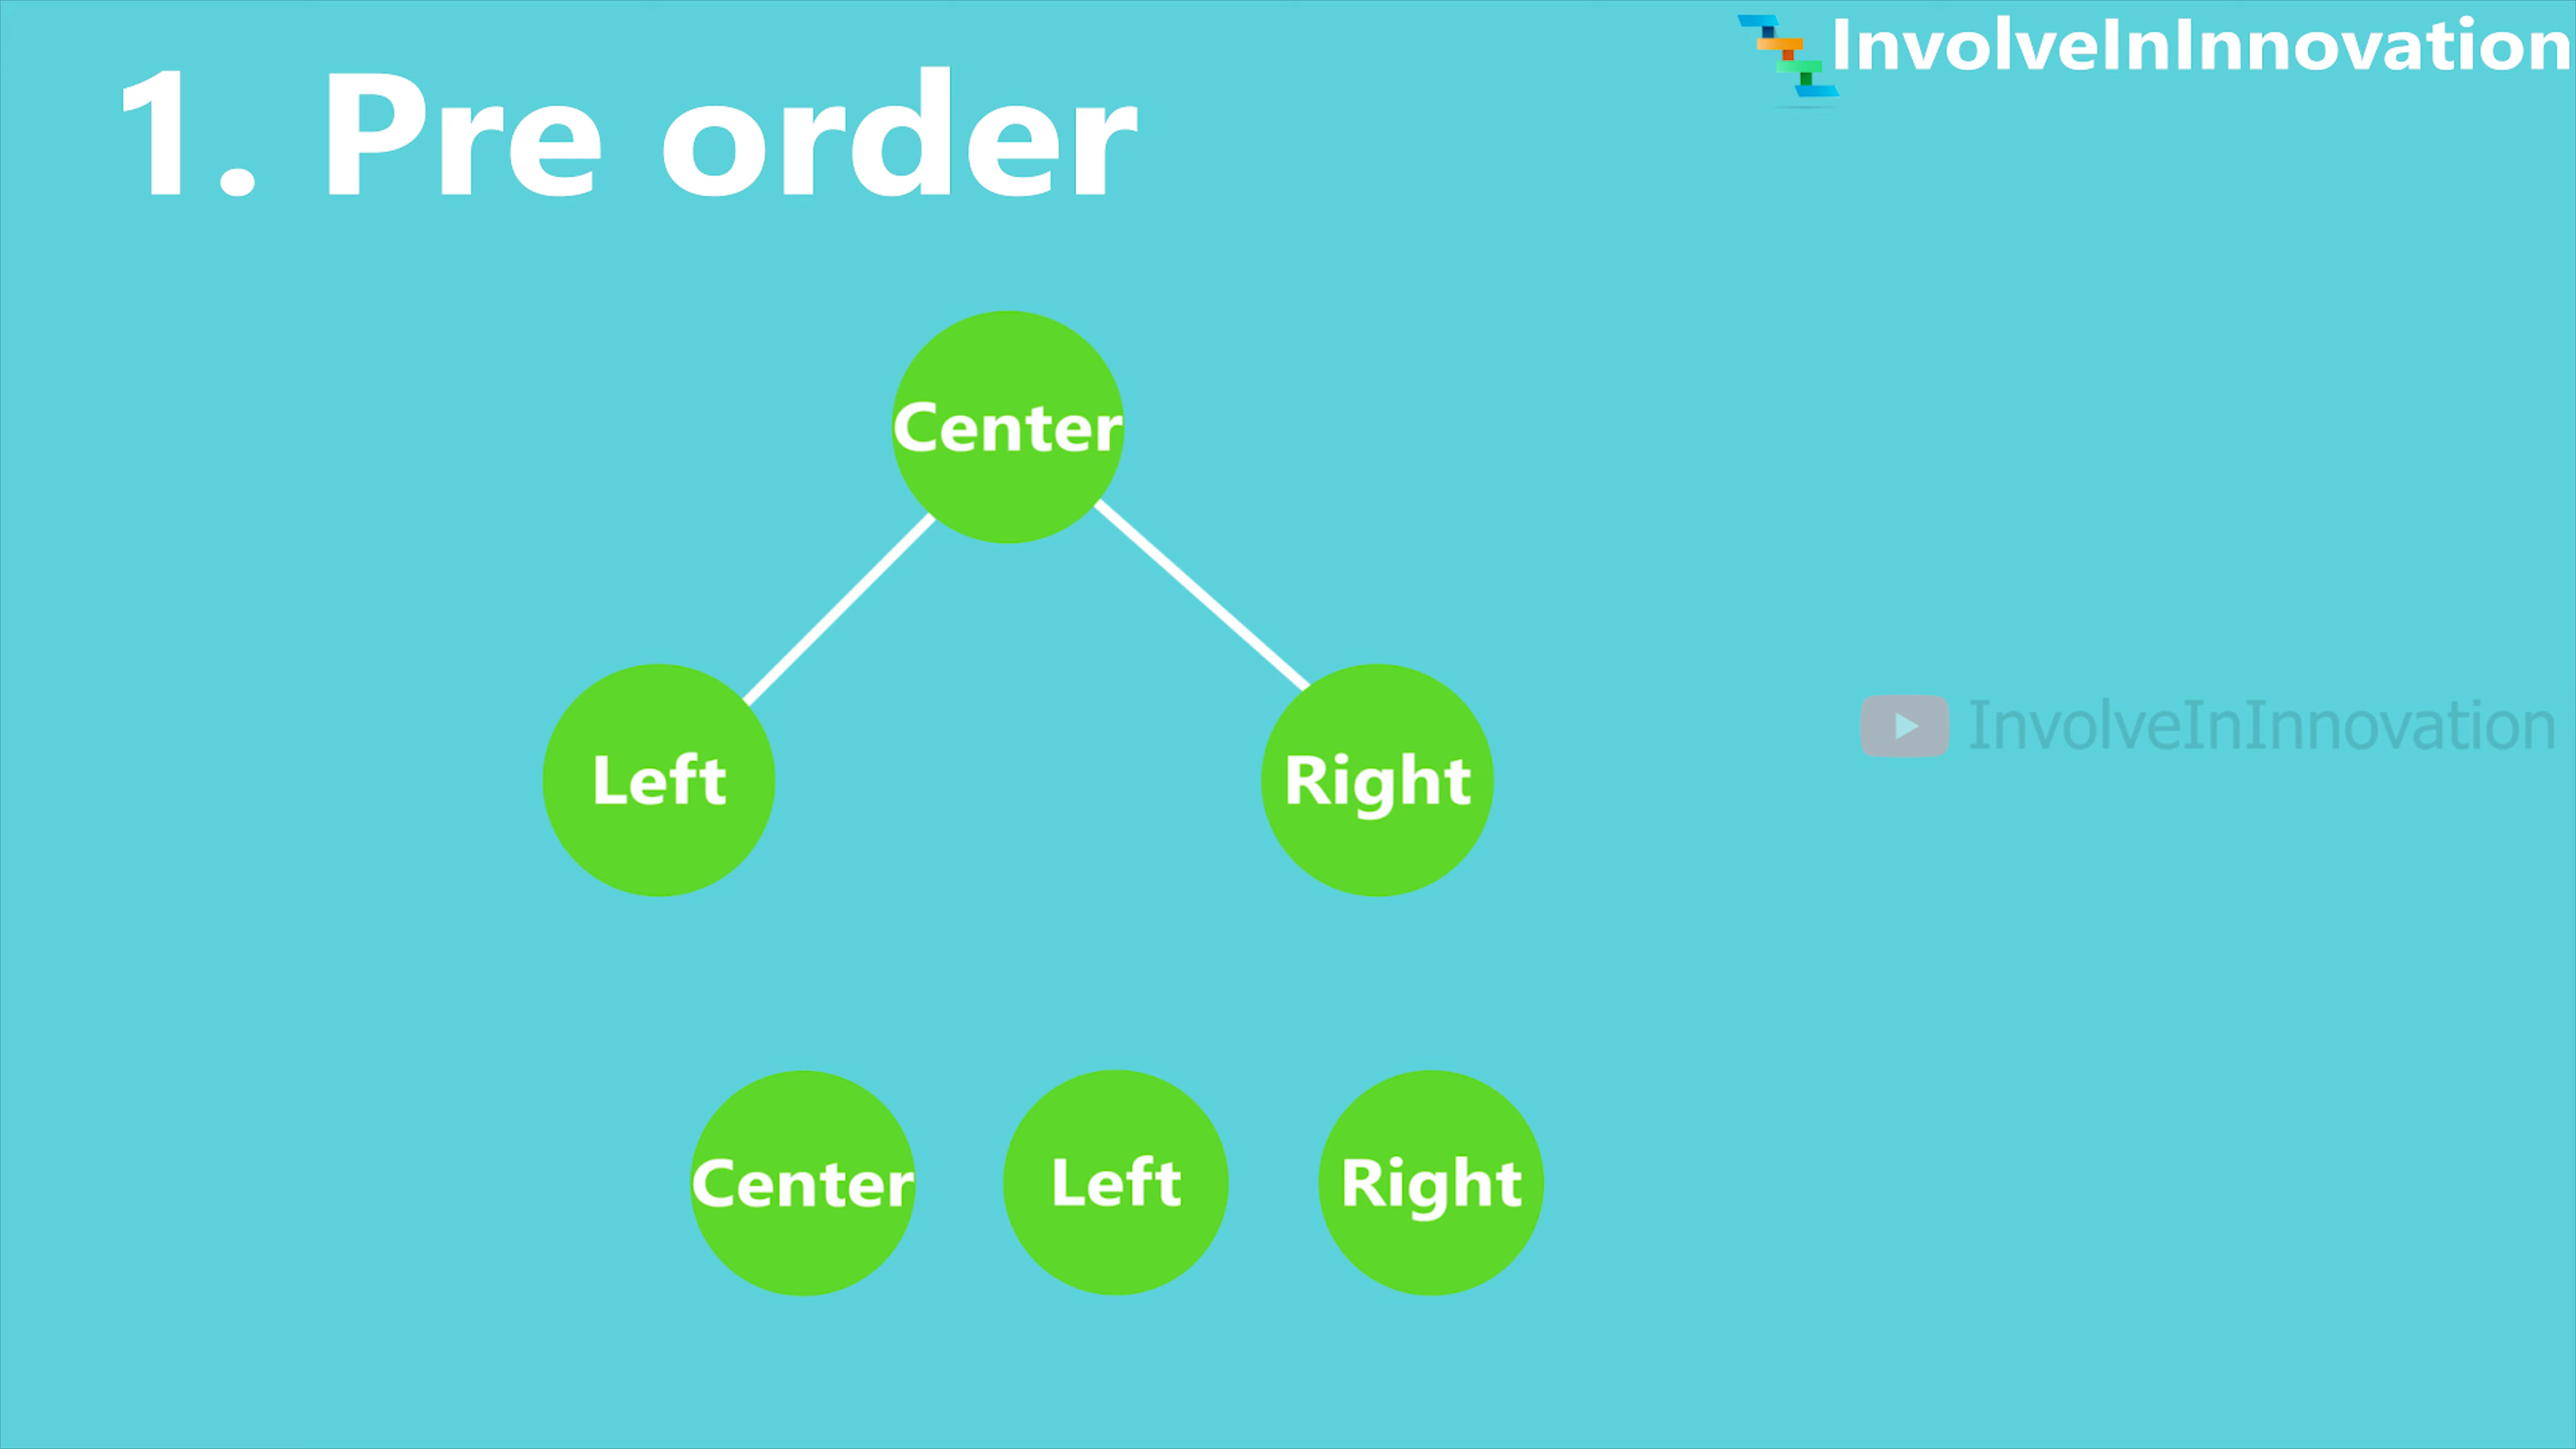 InvolveInInnovation
1. Pre order
Center
Left
Right
InvolveInInnovation
Center
Left
Right